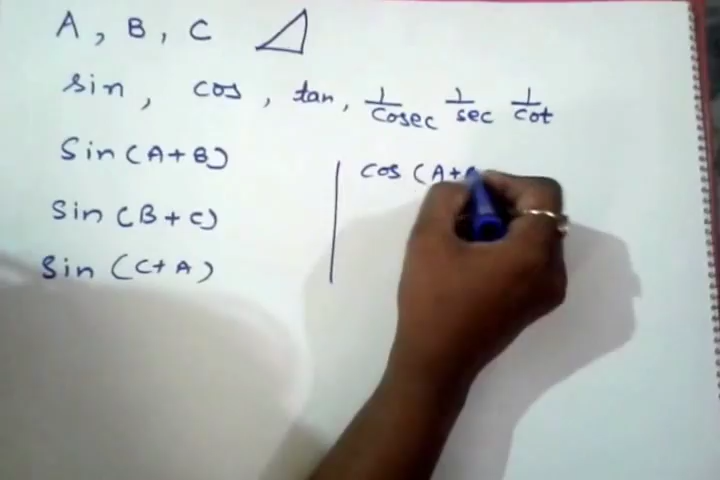 A, B, C
sin, cos, tan, 1/cosec 1/sec 1/cot
Sin (A+B)
cos (A+
Sin (B+C)
Sin (C+A)